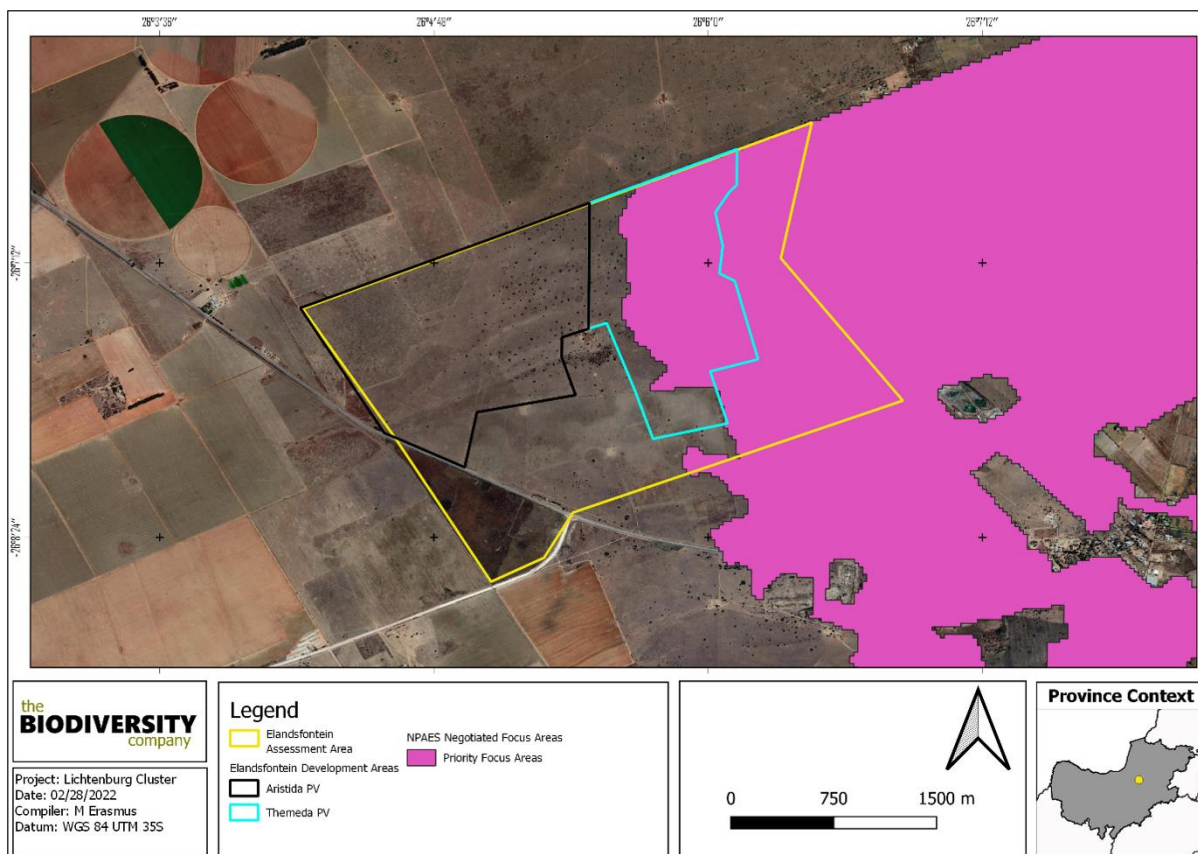 26°3'36" 26°4'48" 26°6'0" 26°7'12"
-26°7'12"
-26°8'24"
the
BIODIVERSITY
company
Project: Lichtenburg Cluster
Date: 02/28/2022
Compiler: M Erasmus
Datum: WGS 84 UTM 35S
Legend
Elandsfontein
Assessment Area
Elandsfontein Development Areas
Aristida PV
Themeda PV
NPAES Negotiated Focus Areas
Priority Focus Areas
0 750 1500 m
Province Context